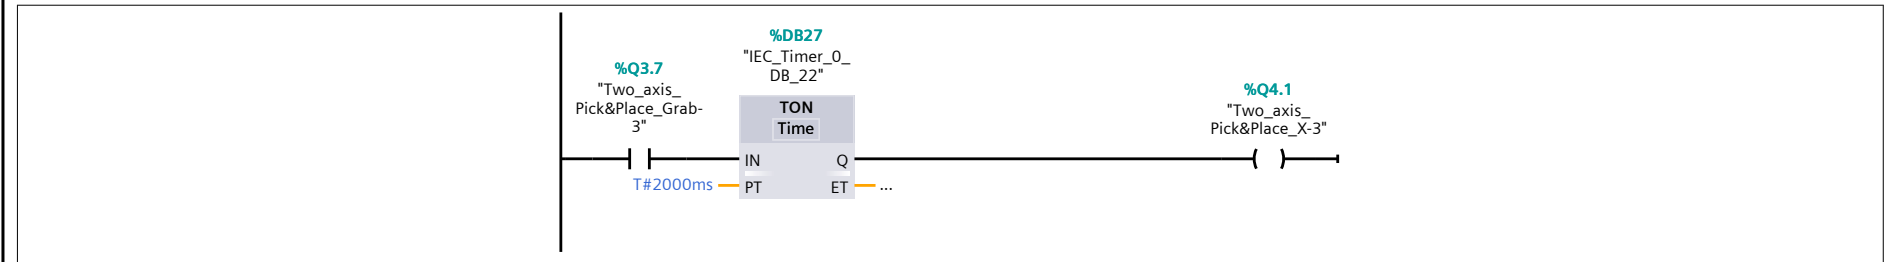 %DB27
"IEC_Timer_0_
DB_22"
%Q3.7
"Two_axis_
Pick&Place_Grab-
3"
TON
Time
%Q4.1
"Two_axis_
Pick&Place_X-3"
IN
Q
T#2000ms
PT
ET
...